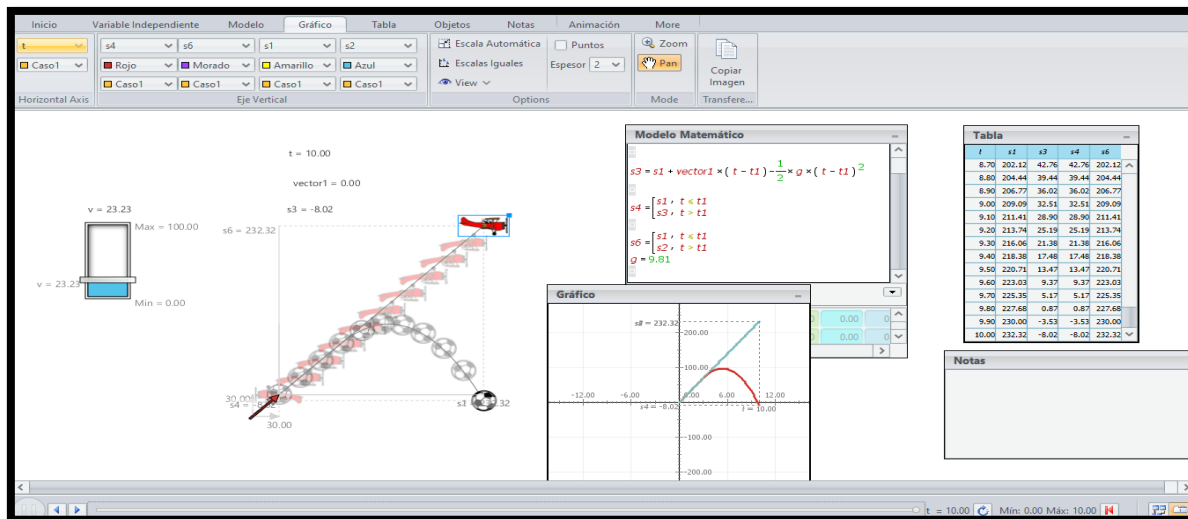 Inicio Variable Independiente Modelo Gráfico Tabla Objetos Notas Animación More
t s4 s6 s1 s2 Escala Automática Puntos Zoom
Caso1 Rojo Morado Amarillo Azul Escalas Iguales Espesor 2 Pan
Caso1 Caso1 Caso1 Caso1 View Copiar Imagen
Horizontal Axis Eje Vertical Options Mode Transfere...
t = 10.00
vector1 = 0.00
s3 = -8.02
v = 23.23
Max = 100.00
s6 = 232.32
v = 23.23
Min = 0.00
30.00
s4 = -8.02
30.00
Modelo Matemático
s3 = s1 + vector1 × ( t - t1 ) - 1/2 × g × ( t - t1 )²
s4 = [ s1 , t ≤ t1
s3 , t > t1
s6 = [ s1 , t ≤ t1
s2 , t > t1
g = 9.81
0.00 0.00 0
0.00 0.00 0
Gráfico
= 232.32
200.00
100.00
-12.00 -6.00 0.00 6.00 12.00
s4 = -8.02 t = 10.00
-100.00
-200.00
Tabla
t s1 s3 s4 s6
8.70 202.12 42.76 42.76 202.12
8.80 204.44 39.44 39.44 204.44
8.90 206.77 36.02 36.02 206.77
9.00 209.09 32.51 32.51 209.09
9.10 211.41 28.90 28.90 211.41
9.20 213.74 25.19 25.19 213.74
9.30 216.06 21.38 21.38 216.06
9.40 218.38 17.48 17.48 218.38
9.50 220.71 13.47 13.47 220.71
9.60 223.03 9.37 9.37 223.03
9.70 225.35 5.17 5.17 225.35
9.80 227.68 0.87 0.87 227.68
9.90 230.00 -3.53 -3.53 230.00
10.00 232.32 -8.02 -8.02 232.32
Notas
t = 10.00 Mín: 0.00 Máx: 10.00